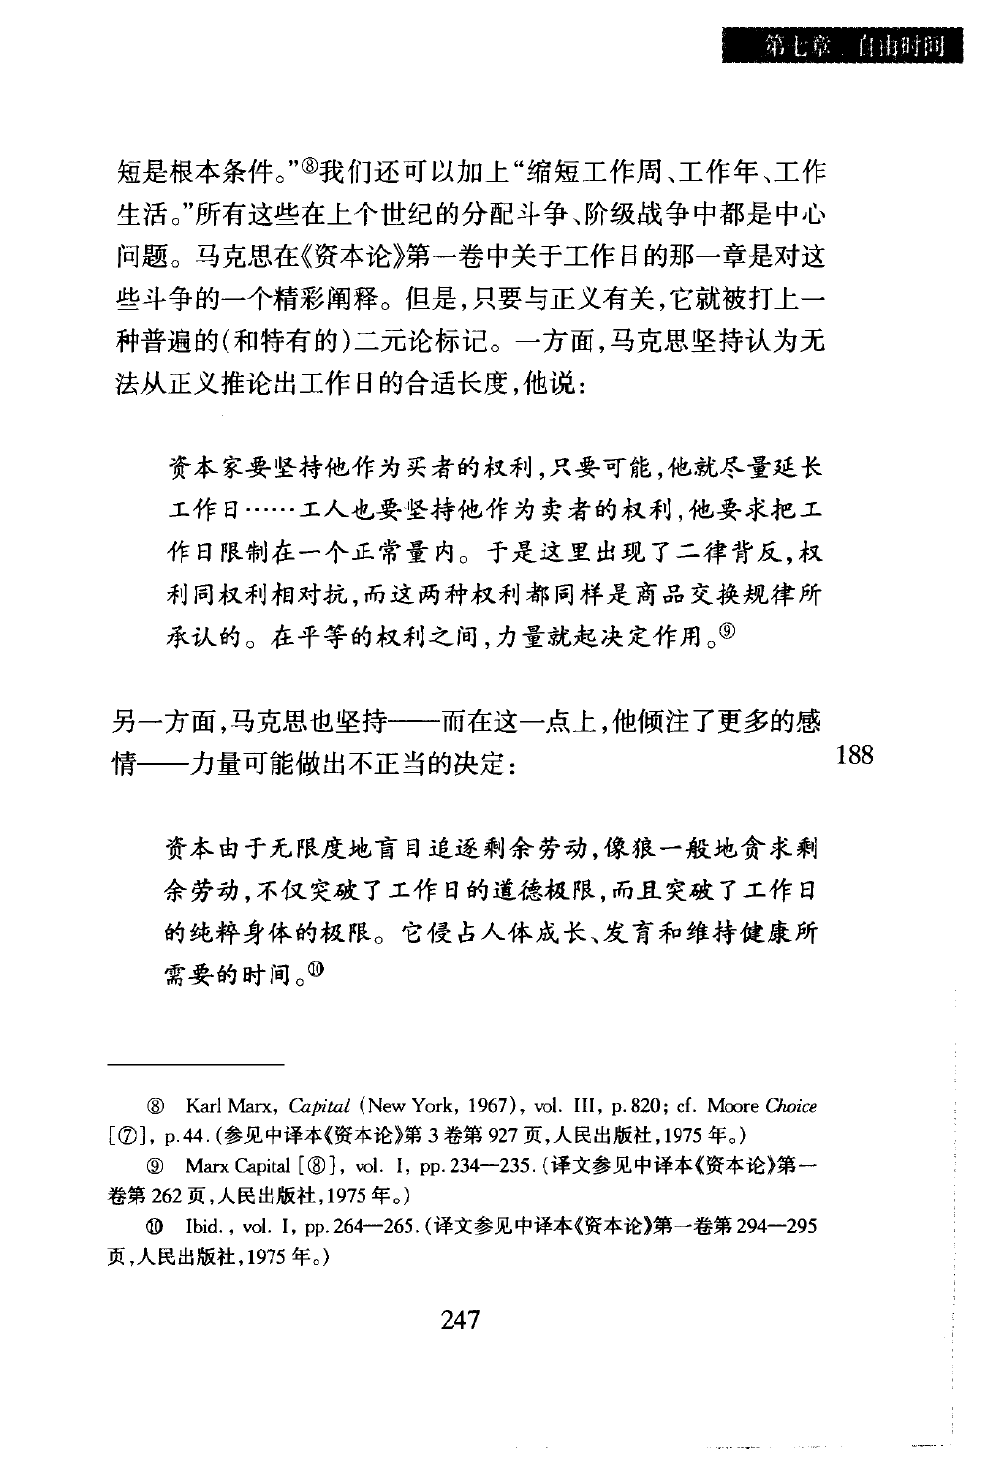 第七章 自由时间
短是根本条件。”⑧我们还可以加上“缩短工作周、工作年、工作
生活。”所有这些在上个世纪的分配斗争、阶级战争中都是中心
问题。马克思在《资本论》第一卷中关于工作日的那一章是对这
些斗争的一个精彩阐释。但是,只要与正义有关,它就被打上一
种普遍的(和特有的)二元论标记。一方面,马克思坚持认为无
法从正义推论出工作日的合适长度,他说:
资本家要坚持他作为买者的权利,只要可能,他就尽量延长
工作日……工人也要坚持他作为卖者的权利,他要求把工
作日限制在一个正常量内。于是这里出现了二律背反,权
利同权利相对抗,而这两种权利都同样是商品交换规律所
承认的。在平等的权利之间,力量就起决定作用。⑨
另一方面,马克思也坚持——而在这一点上,他倾注了更多的感
情——力量可能做出不正当的决定:
188
资本由于无限度地盲目追逐剩余劳动,像狼一般地贪求剩
余劳动,不仅突破了工作日的道德极限,而且突破了工作日
的纯粹身体的极限。它侵占人体成长、发育和维持健康所
需要的时间。⑩
⑧ Karl Marx, Capital (New York, 1967), vol. III, p.820; cf. Moore Choice
[⑦], p.44.(参见中译本《资本论》第3卷第927页,人民出版社,1975年。)
⑨ Marx Capital [⑧], vol. I, pp.234—235.(译文参见中译本《资本论》第一
卷第262页,人民出版社,1975年。)
⑩ Ibid., vol. I, pp.264—265.(译文参见中译本《资本论》第一卷第294—295
页,人民出版社,1975年。)
247